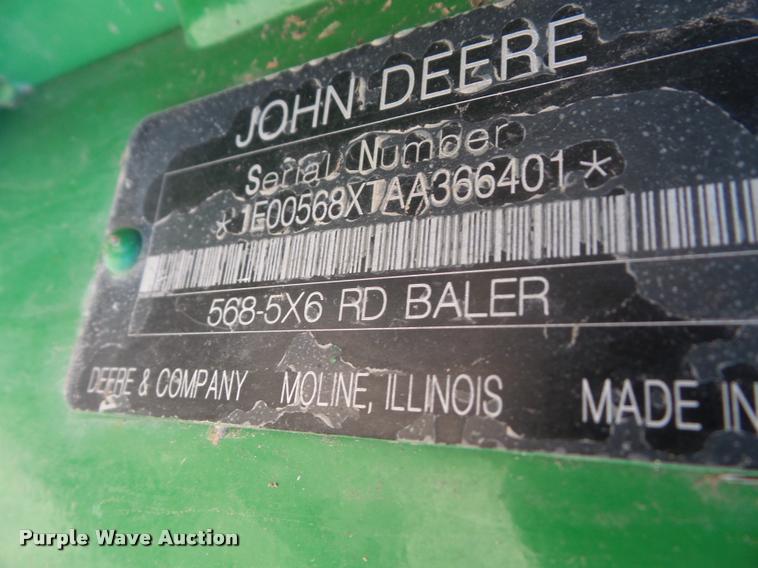 JOHN DEERE
Serial Number
*1E00568XTAA366401*
568-5X6 RD BALER
DEERE & COMPANY MOLINE, ILLINOIS MADE IN
Purple Wave Auction